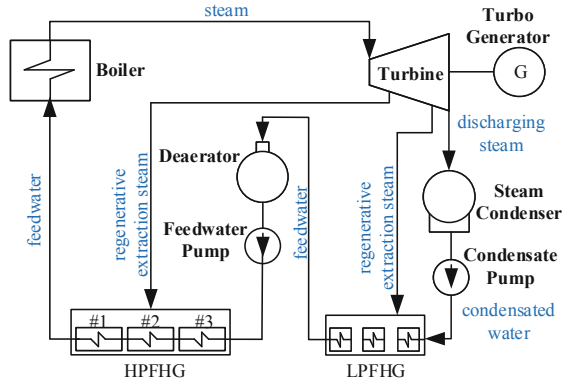 steam
Turbo
Generator
Boiler
Turbine
G
discharging
steam
Deaerator
feedwater
regenerative
extraction steam
Feedwater
Pump
feedwater
regenerative
extraction steam
Steam
Condenser
Condensate
Pump
condensated
water
#1 #2 #3
HPFHG
LPFHG